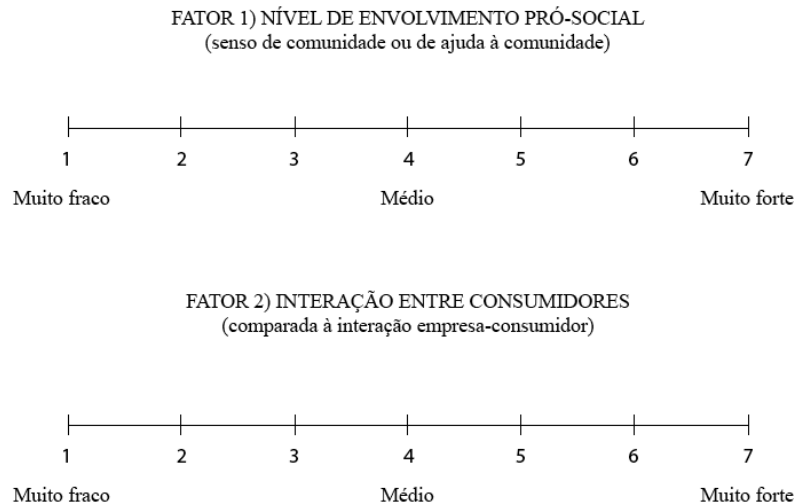 FATOR 1) NÍVEL DE ENVOLVIMENTO PRÓ-SOCIAL
(senso de comunidade ou de ajuda à comunidade)
1 2 3 4 5 6 7
Muito fraco Médio Muito forte
FATOR 2) INTERAÇÃO ENTRE CONSUMIDORES
(comparada à interação empresa-consumidor)
1 2 3 4 5 6 7
Muito fraco Médio Muito forte